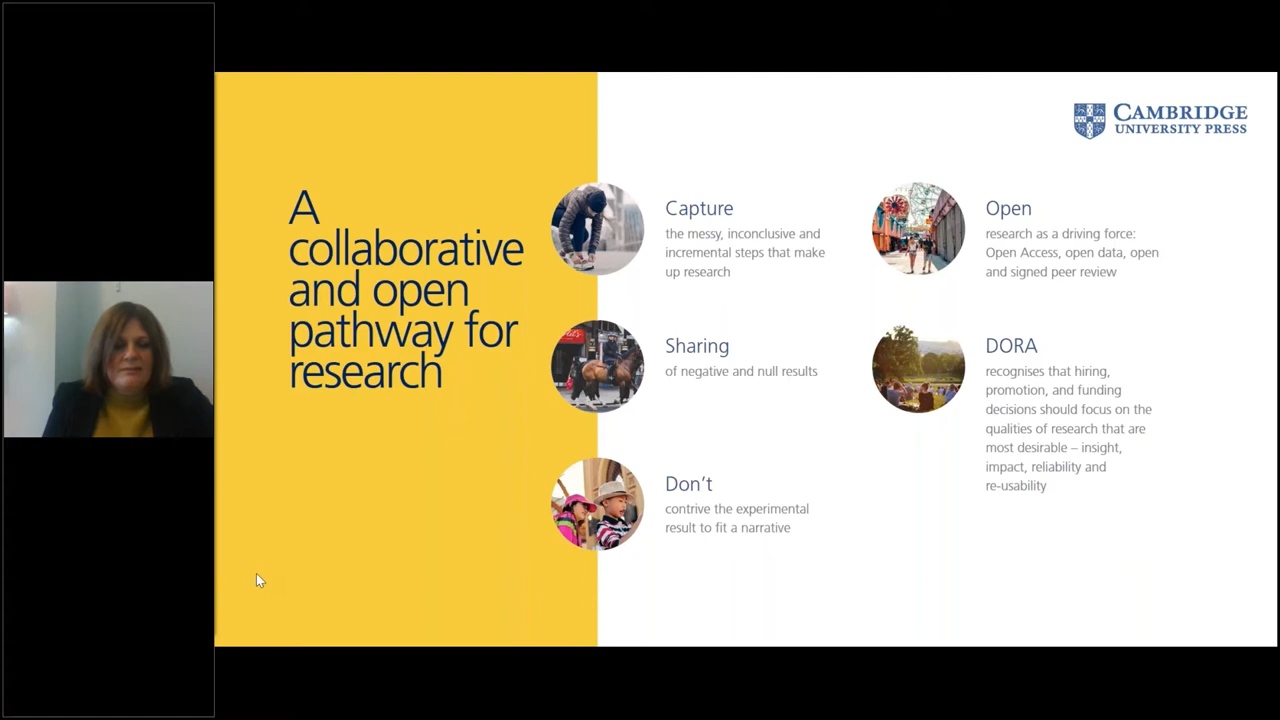 CAMBRIDGE
UNIVERSITY PRESS
A
collaborative
and open
pathway for
research
Capture
the messy, inconclusive and
incremental steps that make
up research
Sharing
of negative and null results
Don't
contrive the experimental
result to fit a narrative
Open
research as a driving force:
Open Access, open data, open
and signed peer review
DORA
recognises that hiring,
promotion, and funding
decisions should focus on the
qualities of research that are
most desirable – insight,
impact, reliability and
re-usability